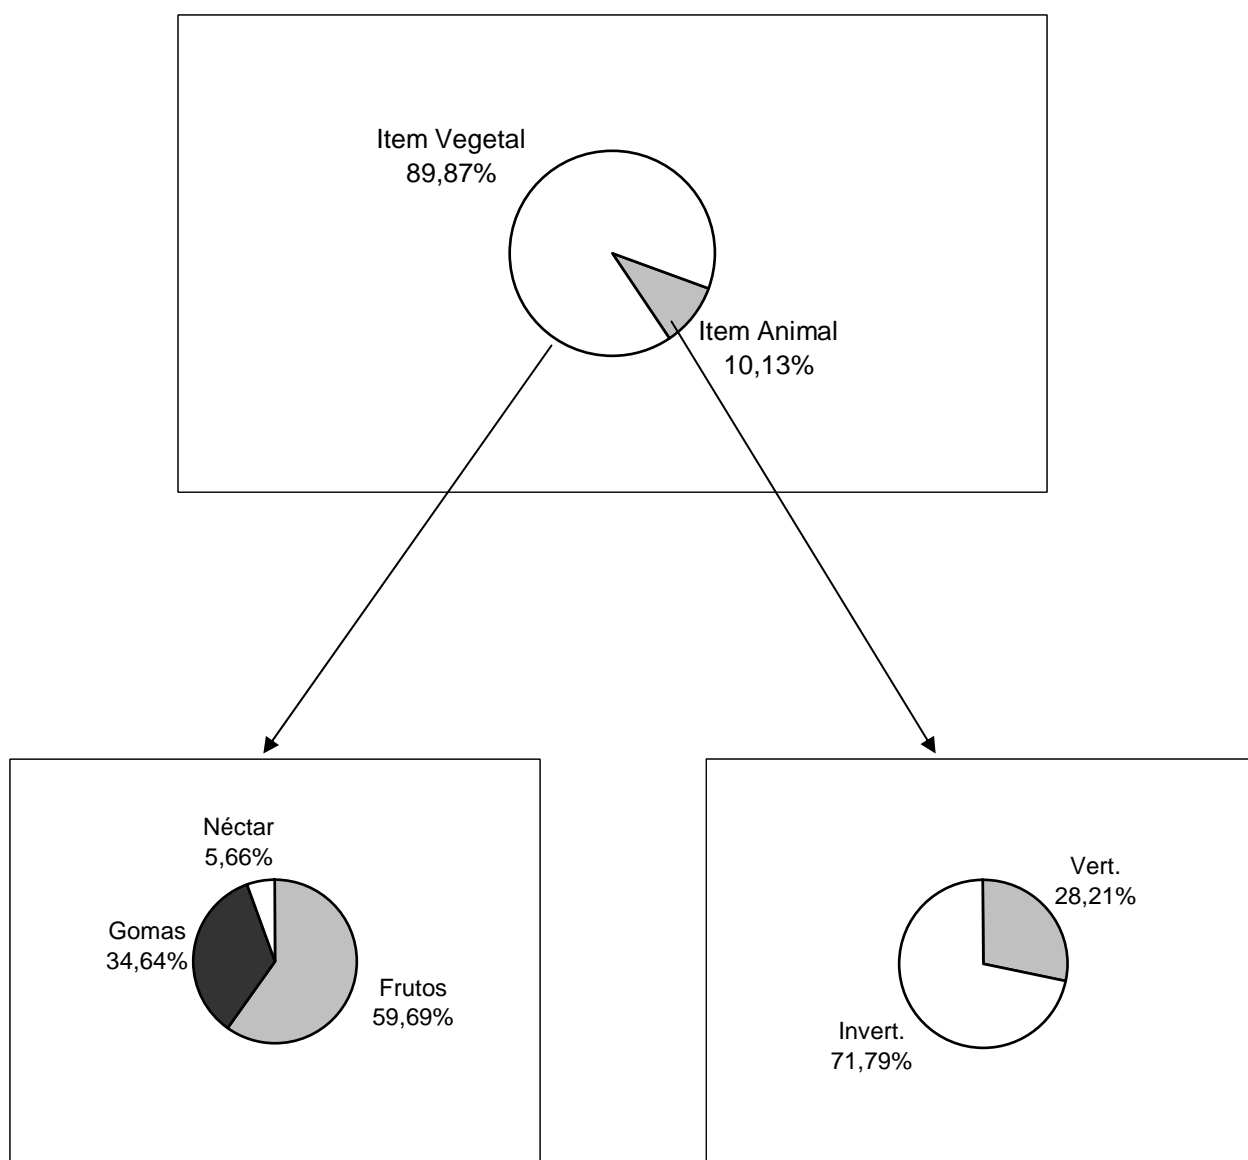 Item Vegetal
89,87%
Item Animal
10,13%
Néctar
5,66%
Gomas
34,64%
Frutos
59,69%
Vert.
28,21%
Invert.
71,79%